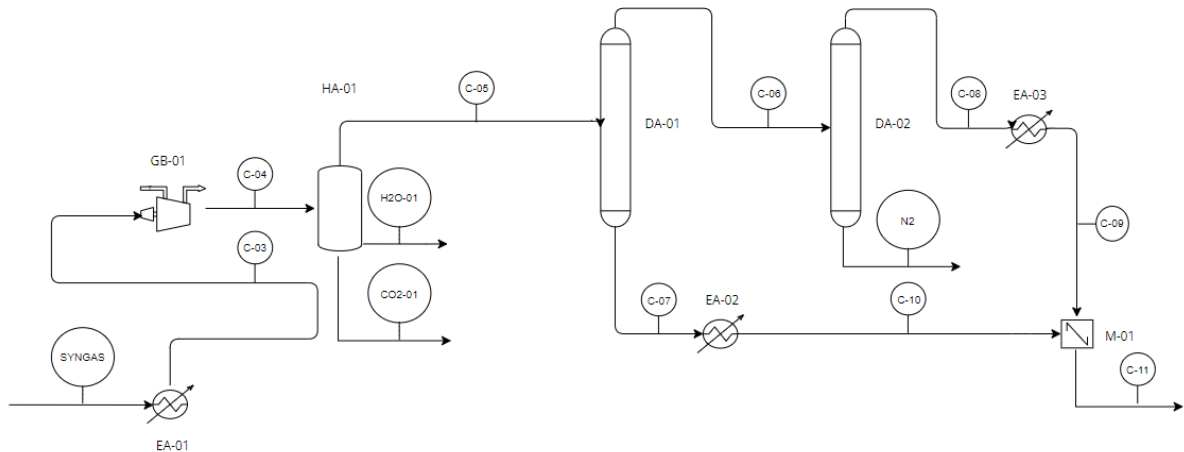 HA-01
C-05
C-06
C-08
EA-03
DA-01
DA-02
GB-01
C-04
H2O-01
N2
C-09
C-03
CO2-01
C-07
EA-02
C-10
M-01
SYNGAS
C-11
EA-01